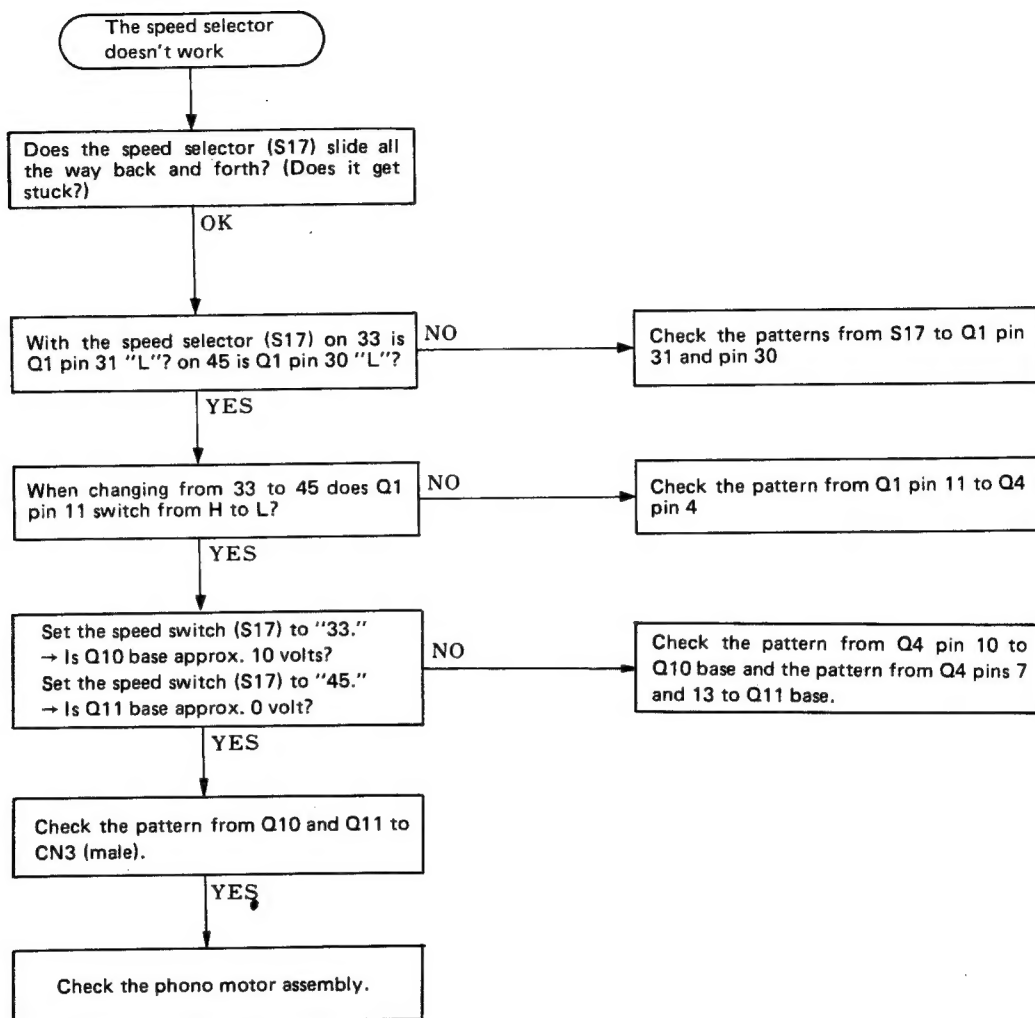 The speed selector
doesn't work
Does the speed selector (S17) slide all
the way back and forth? (Does it get
stuck?)
OK
With the speed selector (S17) on 33 is
Q1 pin 31 "L"? on 45 is Q1 pin 30 "L"?
NO
Check the patterns from S17 to Q1 pin
31 and pin 30
YES
When changing from 33 to 45 does Q1
pin 11 switch from H to L?
NO
Check the pattern from Q1 pin 11 to Q4
pin 4
YES
Set the speed switch (S17) to "33."
→ Is Q10 base approx. 10 volts?
Set the speed switch (S17) to "45."
→ Is Q11 base approx. 0 volt?
NO
Check the pattern from Q4 pin 10 to
Q10 base and the pattern from Q4 pins 7
and 13 to Q11 base.
YES
Check the pattern from Q10 and Q11 to
CN3 (male).
YES
Check the phono motor assembly.